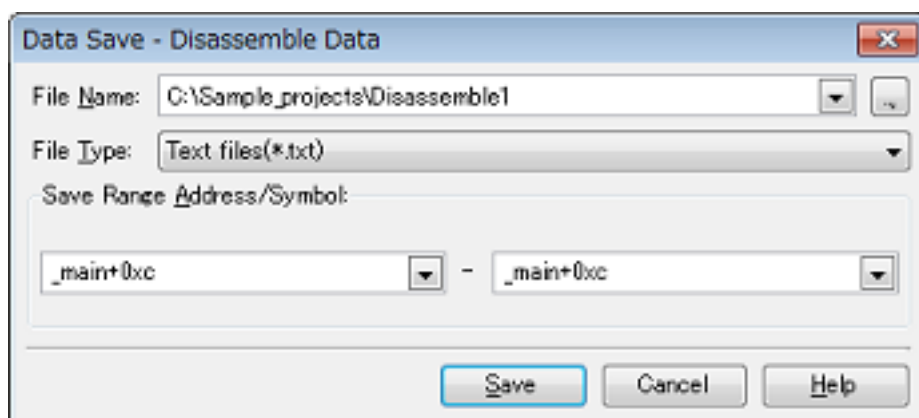 Data Save - Disassemble Data
File Name: C:\Sample_projects\Disassemble1
File Type: Text files(*.txt)
Save Range Address/Symbol:
_main+0xc - _main+0xc
Save Cancel Help